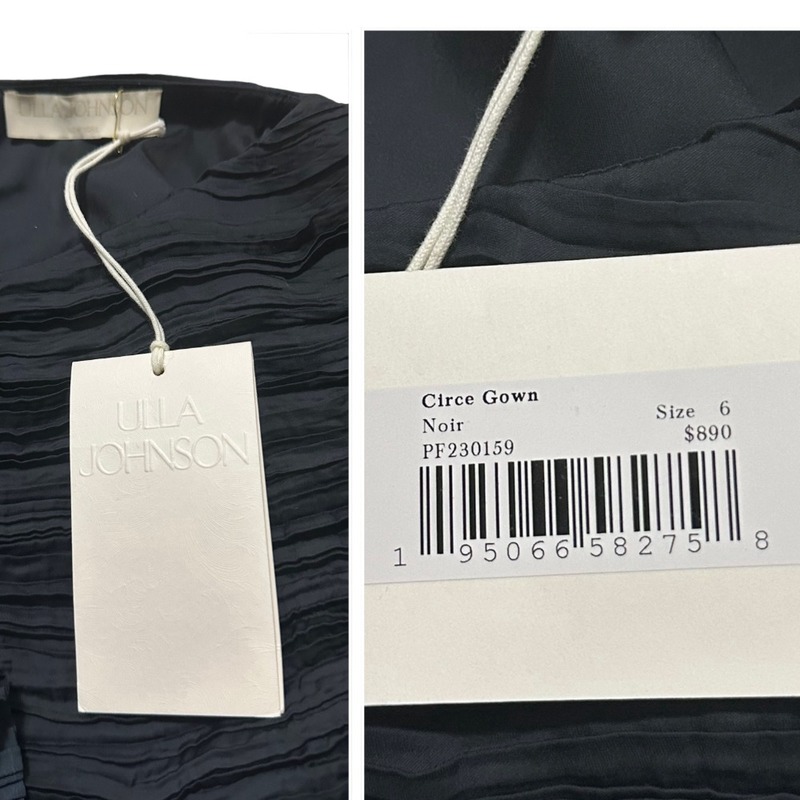 ULLA JOHNSON
ULLA
JOHNSON
Circe Gown
Noir
Size 6
PF230159
$890
1 95066 58275 8